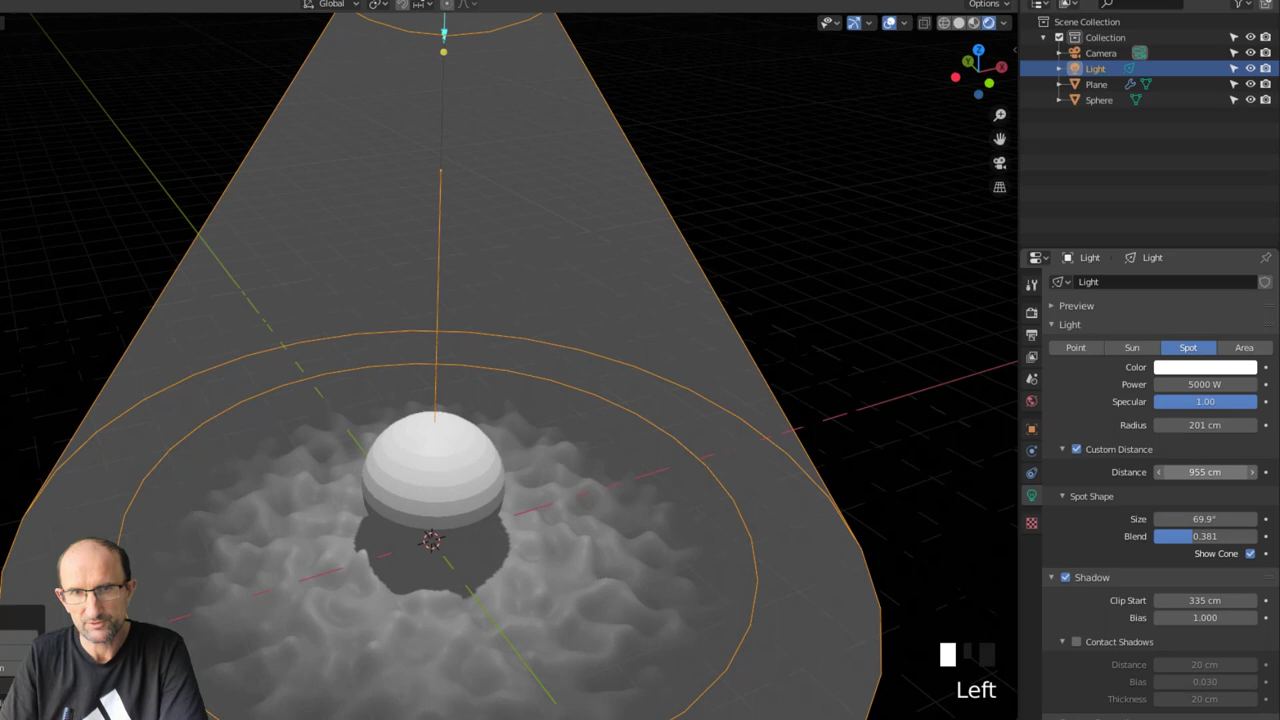 Global
Options
Scene Collection
Collection
Camera
Light
Plane
Sphere
Z
Y
X
Light
Light
Light
Preview
Light
Point
Sun
Spot
Area
Color
Power
5000 W
Specular
1.00
Radius
201 cm
Custom Distance
Distance
955 cm
Spot Shape
Size
69.9°
Blend
0.381
Show Cone
Shadow
Clip Start
335 cm
Bias
1.000
Contact Shadows
Distance
20 cm
Bias
0.030
Thickness
20 cm
Left